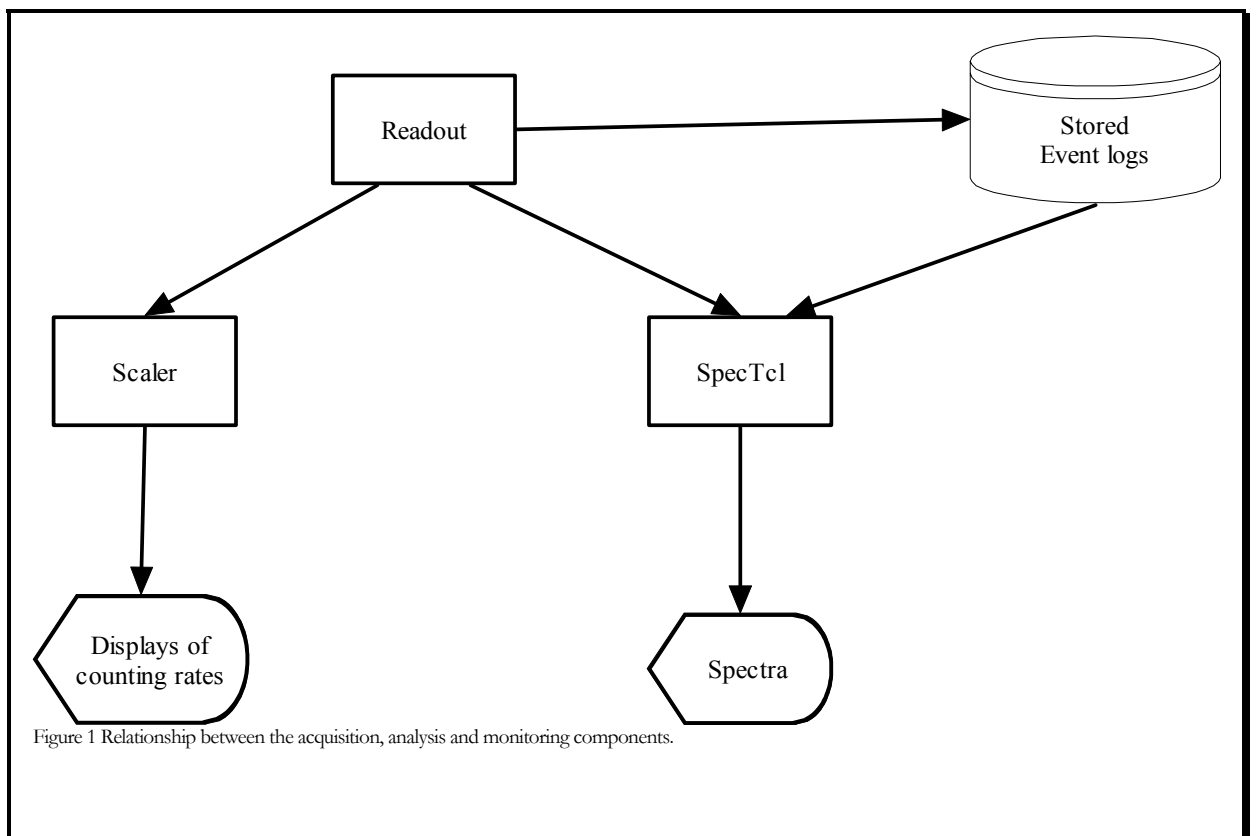 Readout
Stored
Event logs
Scaler
SpecTcl
Displays of
counting rates
Spectra
Figure 1 Relationship between the acquisition, analysis and monitoring components.